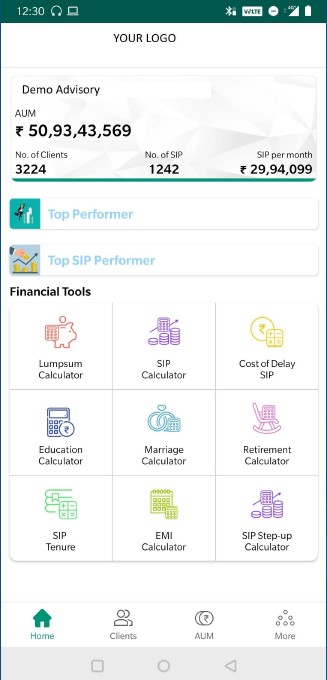 12:30
VoLTE
4G
YOUR LOGO
Demo Advisory
AUM
₹ 50,93,43,569
No. of Clients No. of SIP SIP per month
3224 1242 ₹ 29,94,099
Top Performer
Top SIP Performer
Financial Tools
Lumpsum
Calculator
SIP
Calculator
Cost of Delay
SIP
Education
Calculator
Marriage
Calculator
Retirement
Calculator
SIP
Tenure
EMI
Calculator
SIP Step-up
Calculator
Home Clients AUM More